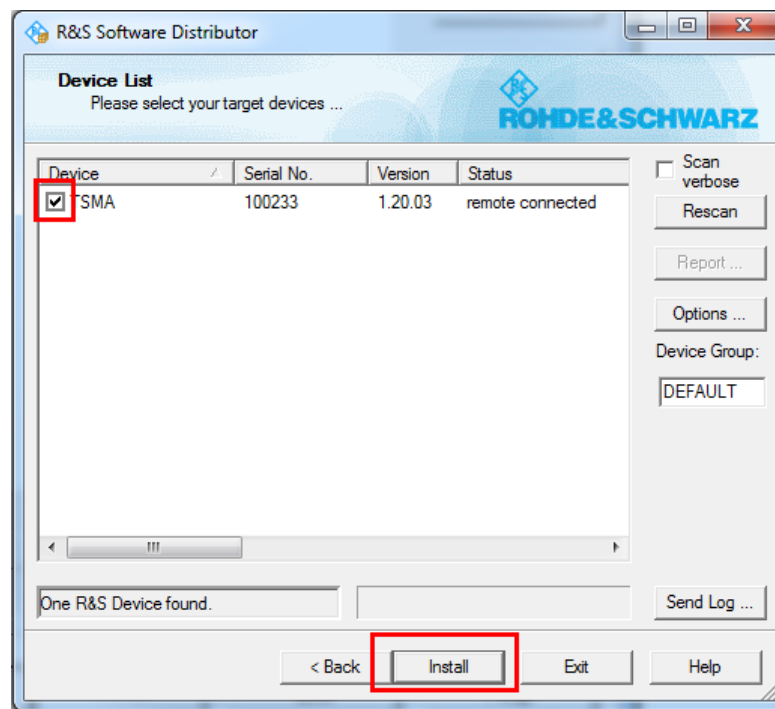 R&S Software Distributor
Device List
Please select your target devices ...
ROHDE&SCHWARZ
Device Serial No. Version Status
TSMA 100233 1.20.03 remote connected
Scan
verbose
Rescan
Report ...
Options ...
Device Group:
DEFAULT
One R&S Device found.
Send Log ...
< Back Install Exit Help